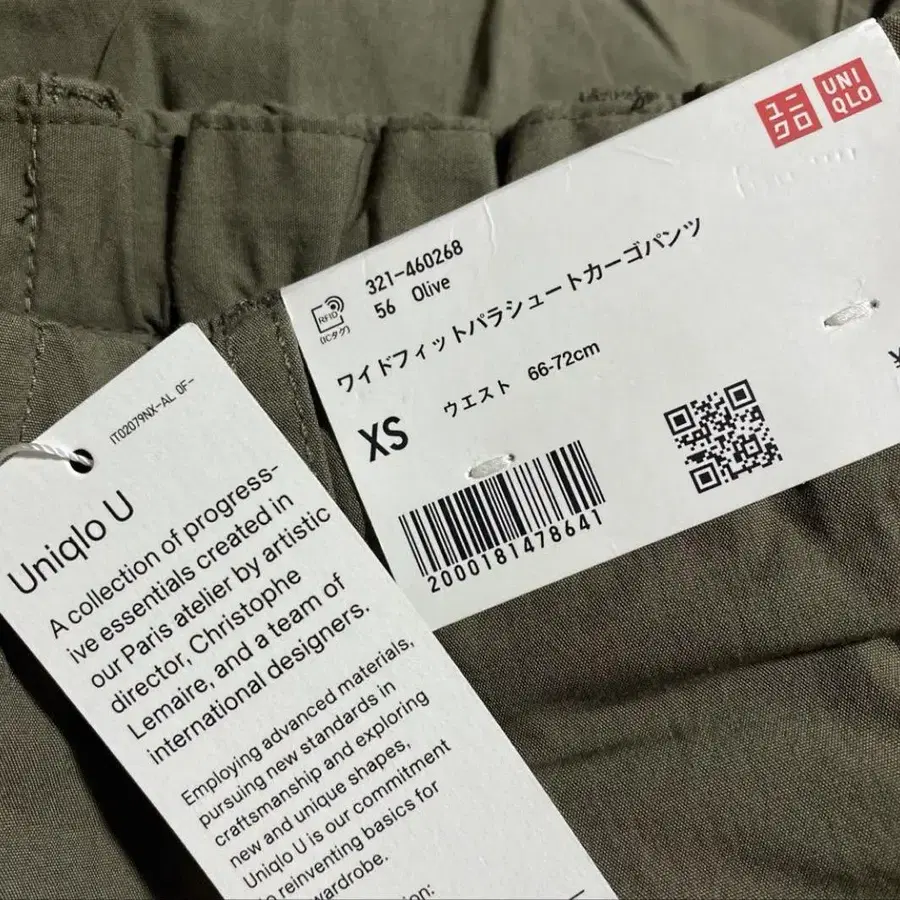 ユニ
クロ
UNI
QLO
321-460268
56 Olive
RFID
(ICタグ)
ワイドフィットパラシュートカーゴパンツ
XS
ウエスト 66-72cm
2000181478641
IT02079NX-AL 0F-
Uniqlo U
A collection of progress-
ive essentials created in
our Paris atelier by artistic
director, Christophe
Lemaire, and a team of
international designers.
Employing advanced materials,
pursuing new standards in
craftsmanship and exploring
new and unique shapes,
Uniqlo U is our commitment
to reinventing basics for
wardrobe.